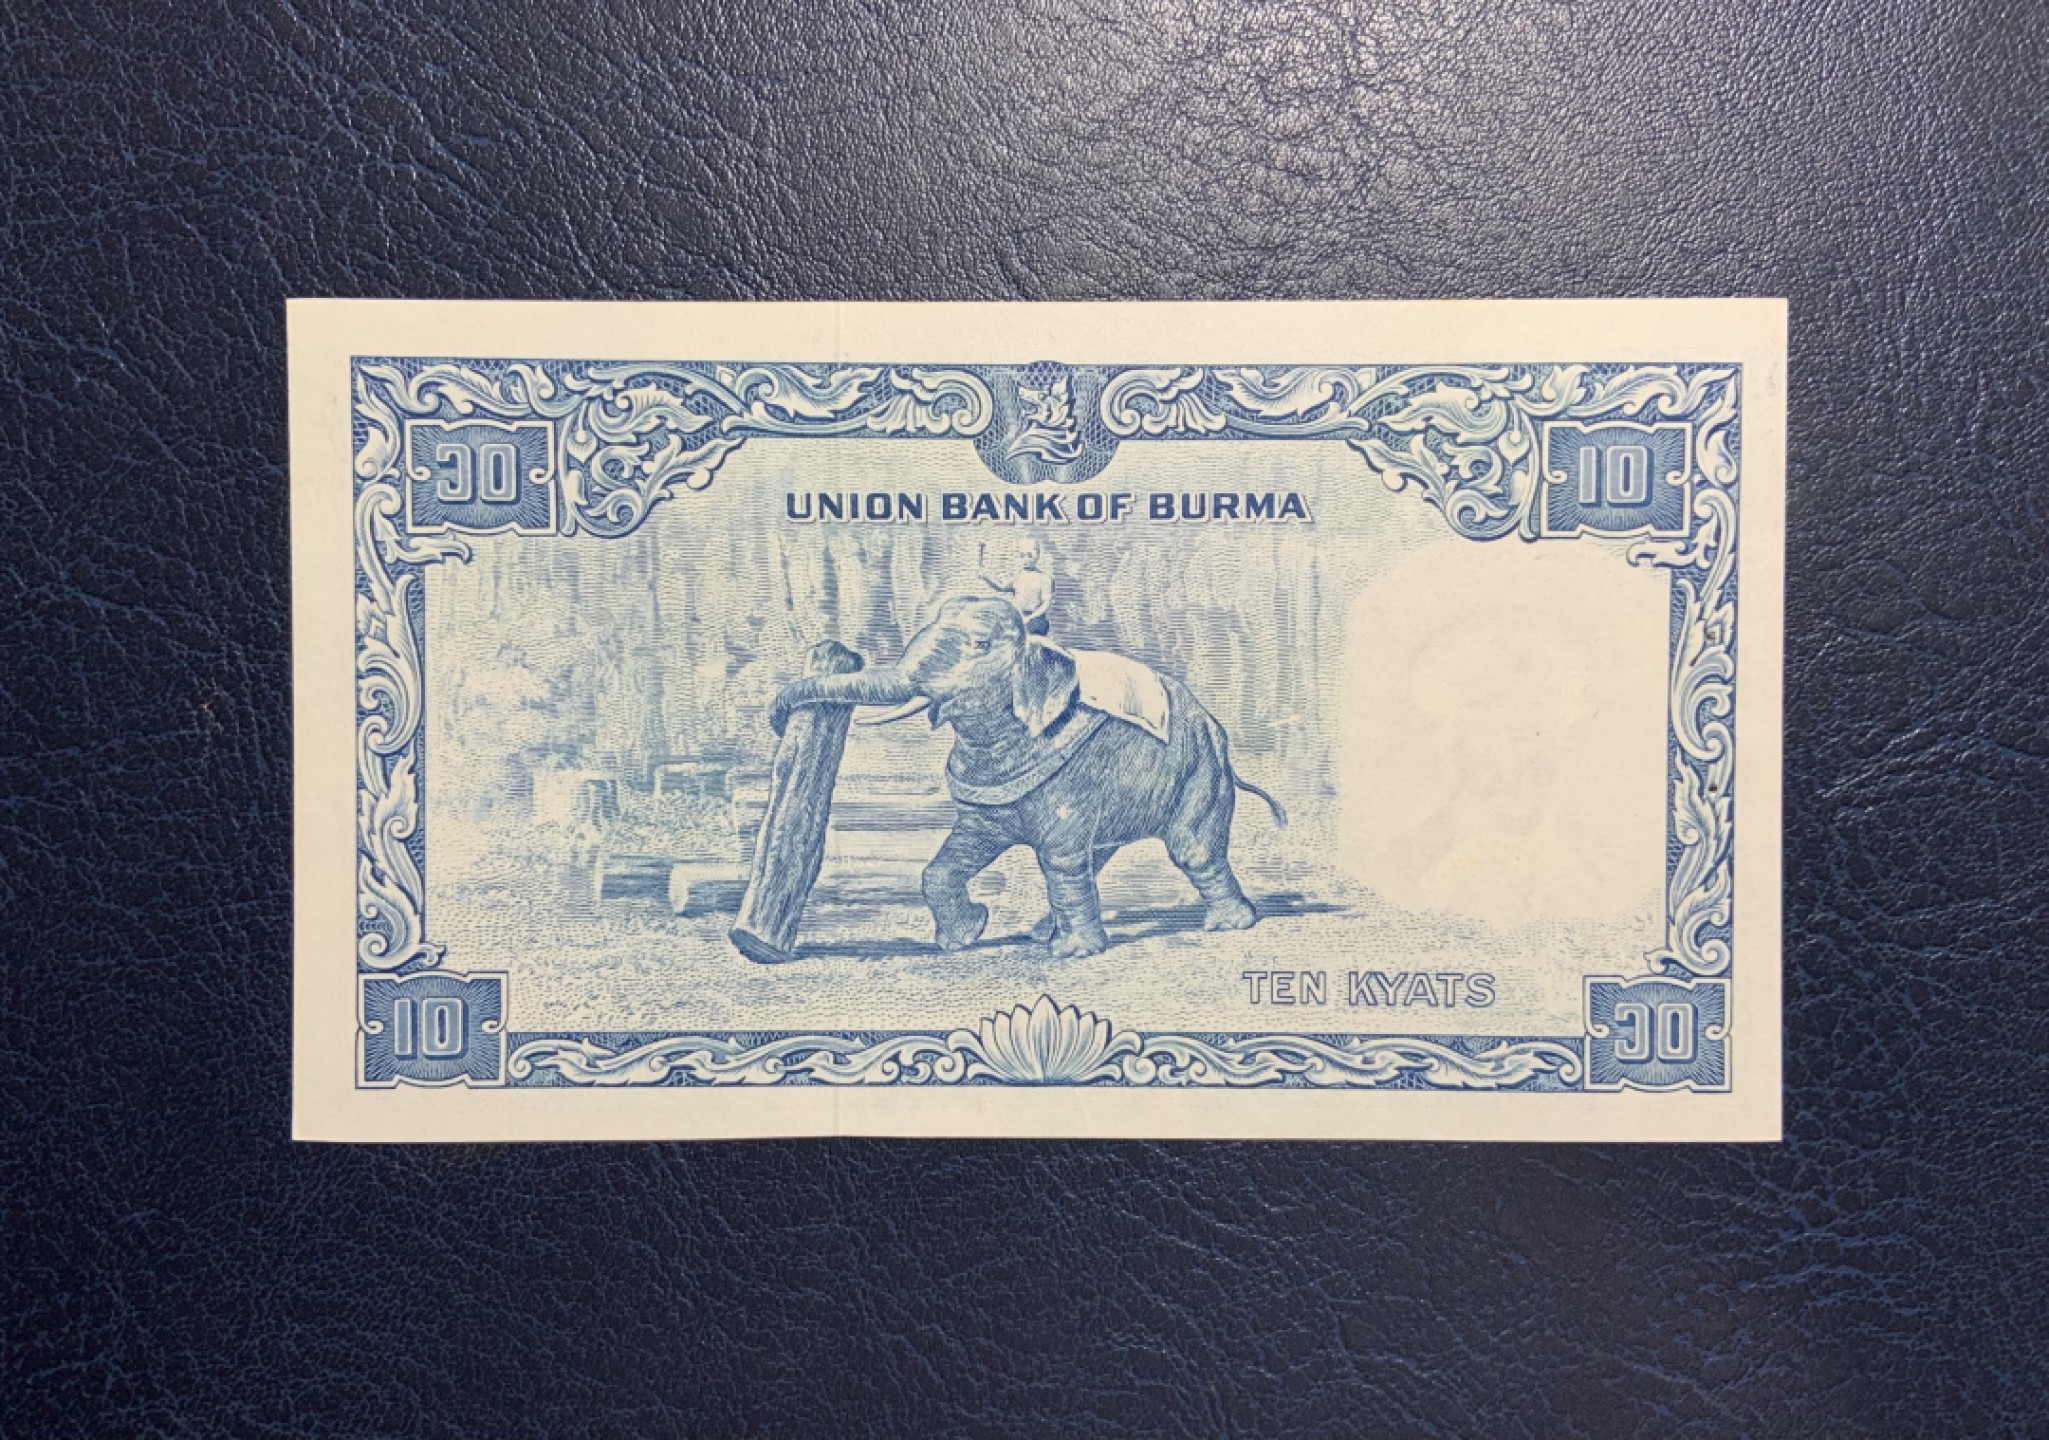 ၁၀
10
UNION BANK OF BURMA
TEN KYATS
10
၁၀